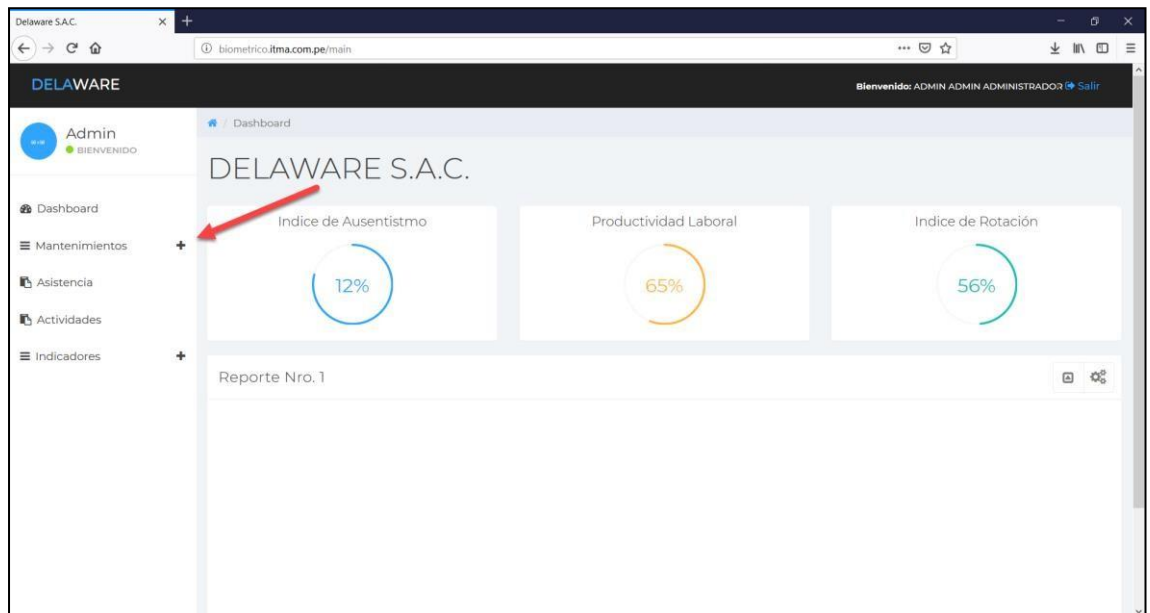 Delaware S.A.C.
biometrico.itma.com.pe/main
DELAWARE
Bienvenido: ADMIN ADMIN ADMINISTRADOR Salir
Admin
BIENVENIDO
/ Dashboard
DELAWARE S.A.C.
Dashboard
Mantenimientos
Asistencia
Actividades
Indicadores
Indice de Ausentistmo
12%
Productividad Laboral
65%
Indice de Rotación
56%
Reporte Nro. 1